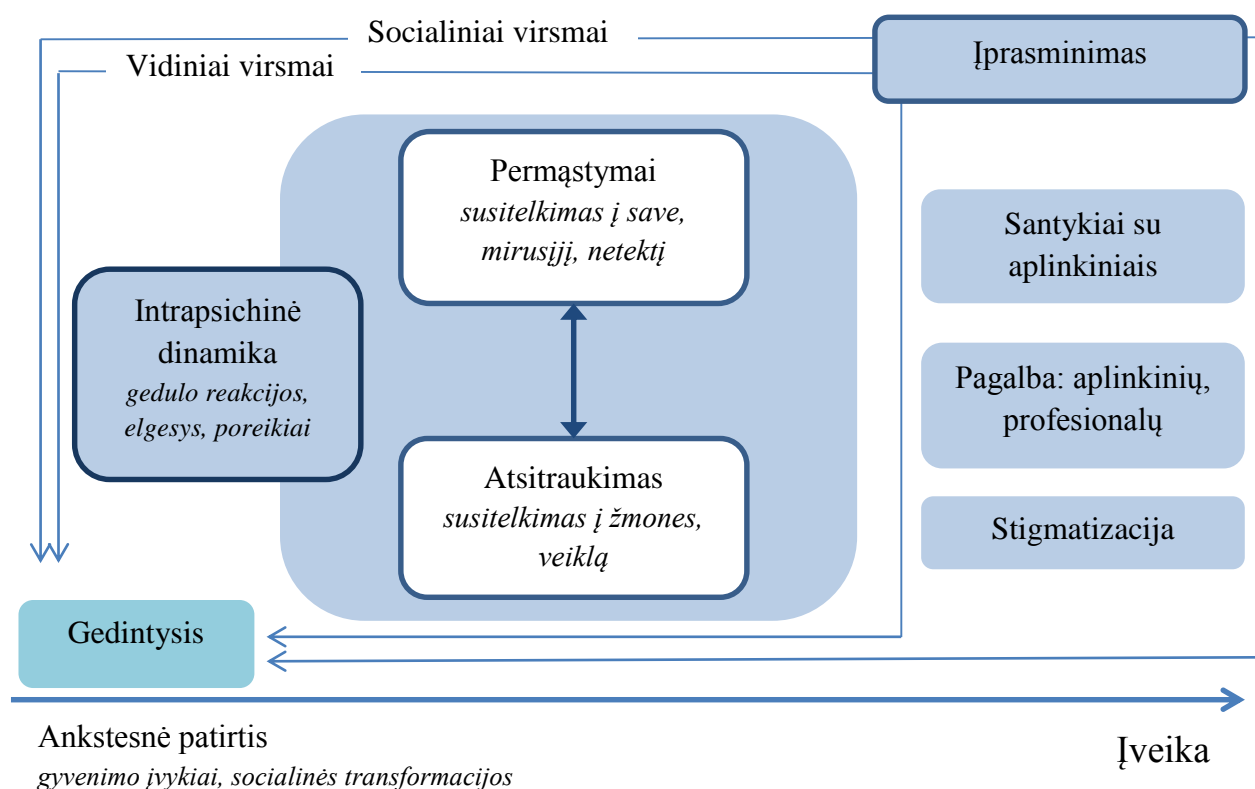 Socialiniai virsmai
Vidiniai virsmai
Įprasminimas
Permąstymai
susitelkimas į save,
mirusįjį, netektį
Santykiai su
aplinkiniais
Intrapsichinė
dinamika
gedulo reakcijos,
elgesys, poreikiai
Pagalba: aplinkinių,
profesionalų
Atsitraukimas
susitelkimas į žmones,
veiklą
Stigmatizacija
Gedintysis
Ankstesnė patirtis
gyvenimo įvykiai, socialinės transformacijos
Įveika